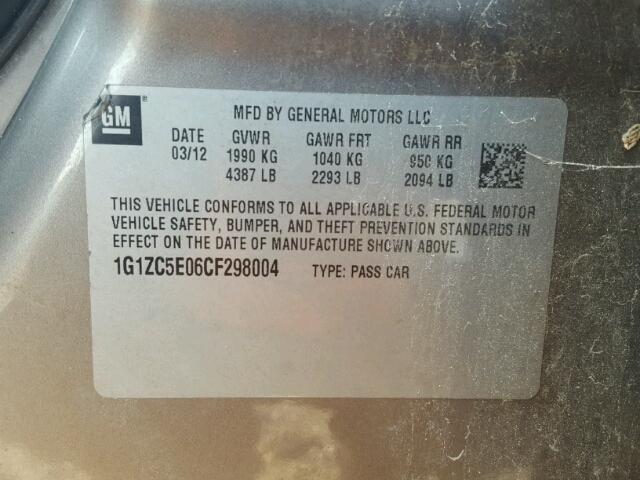 GM ®
MFD BY GENERAL MOTORS LLC
DATE GVWR GAWR FRT GAWR RR
03/12 1990 KG 1040 KG 950 KG
4387 LB 2293 LB 2094 LB
THIS VEHICLE CONFORMS TO ALL APPLICABLE U.S. FEDERAL MOTOR
VEHICLE SAFETY, BUMPER, AND THEFT PREVENTION STANDARDS IN
EFFECT ON THE DATE OF MANUFACTURE SHOWN ABOVE.
1G1ZC5E06CF298004 TYPE: PASS CAR